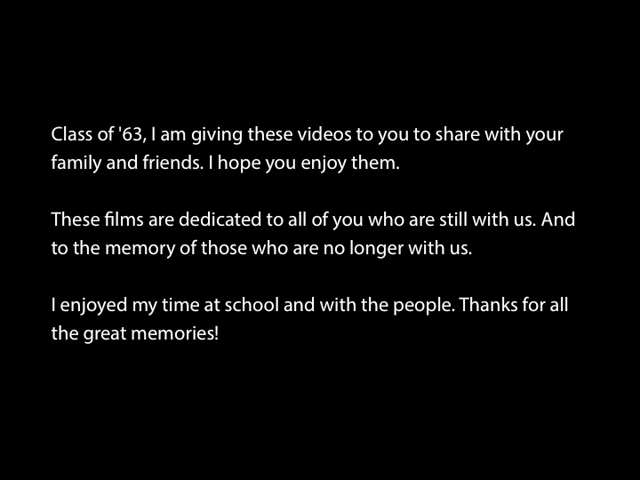 Class of '63, I am giving these videos to you to share with your
family and friends. I hope you enjoy them.
These films are dedicated to all of you who are still with us. And
to the memory of those who are no longer with us.
I enjoyed my time at school and with the people. Thanks for all
the great memories!